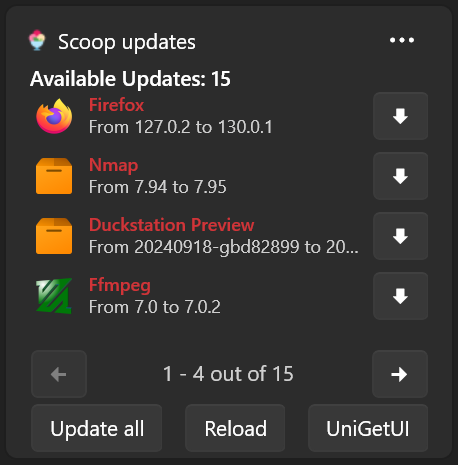 Scoop updates
Available Updates: 15
Firefox
From 127.0.2 to 130.0.1
Nmap
From 7.94 to 7.95
Duckstation Preview
From 20240918-gbd82899 to 20...
Ffmpeg
From 7.0 to 7.0.2
1 - 4 out of 15
Update all
Reload
UniGetUI